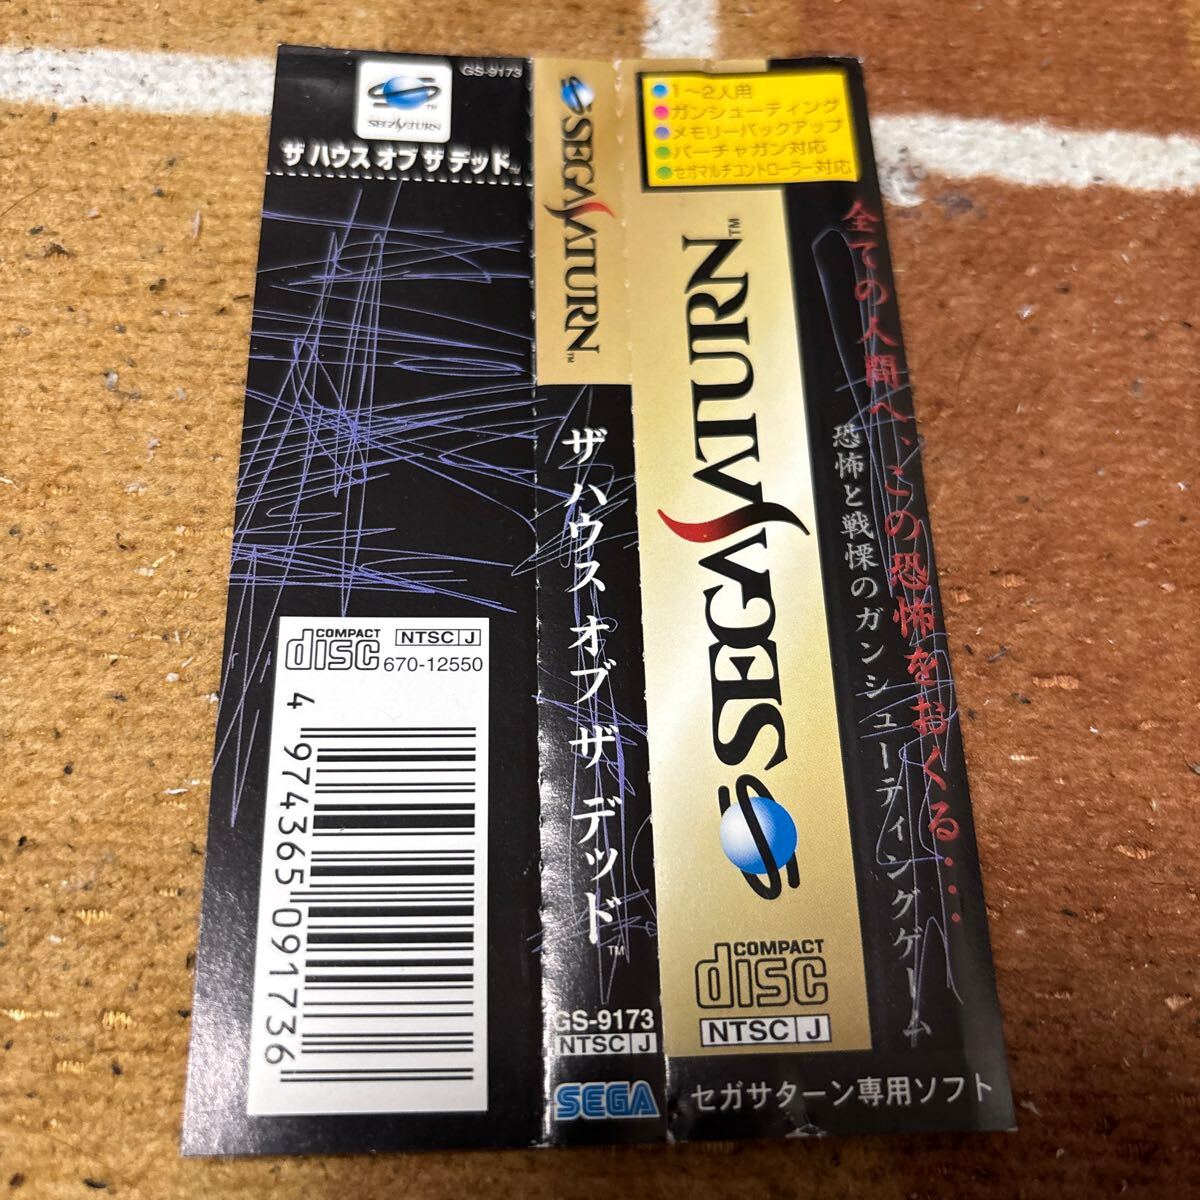 GS-9173
SEGA SATURN
TM
ザ ハウス オブ ザ デッド
TM
COMPACT
disc
NTSC J
670-12550
4 974365 091736
SEGA SATURN
TM
ザ ハウス オブ ザ デッド
TM
GS-9173
NTSC J
SEGA
1～2人用
ガンシューティング
メモリーバックアップ
バーチャガン対応
セガマルチコントローラー対応
SEGA SATURN
TM
COMPACT
disc
NTSC J
全ての人間へ、この恐怖をおくる・・・
恐怖と戦慄のガンシューティングゲーム
セガサターン専用ソフト